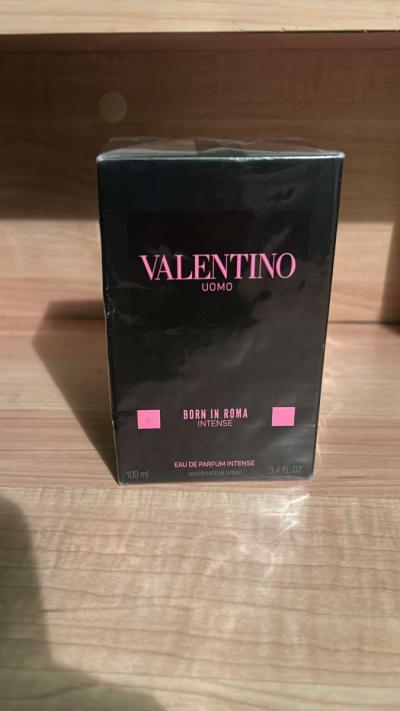 VALENTINO
UOMO
BORN IN ROMA
INTENSE
EAU DE PARFUM INTENSE
100 ml VAPORISATEUR SPRAY 3.4 FL.OZ